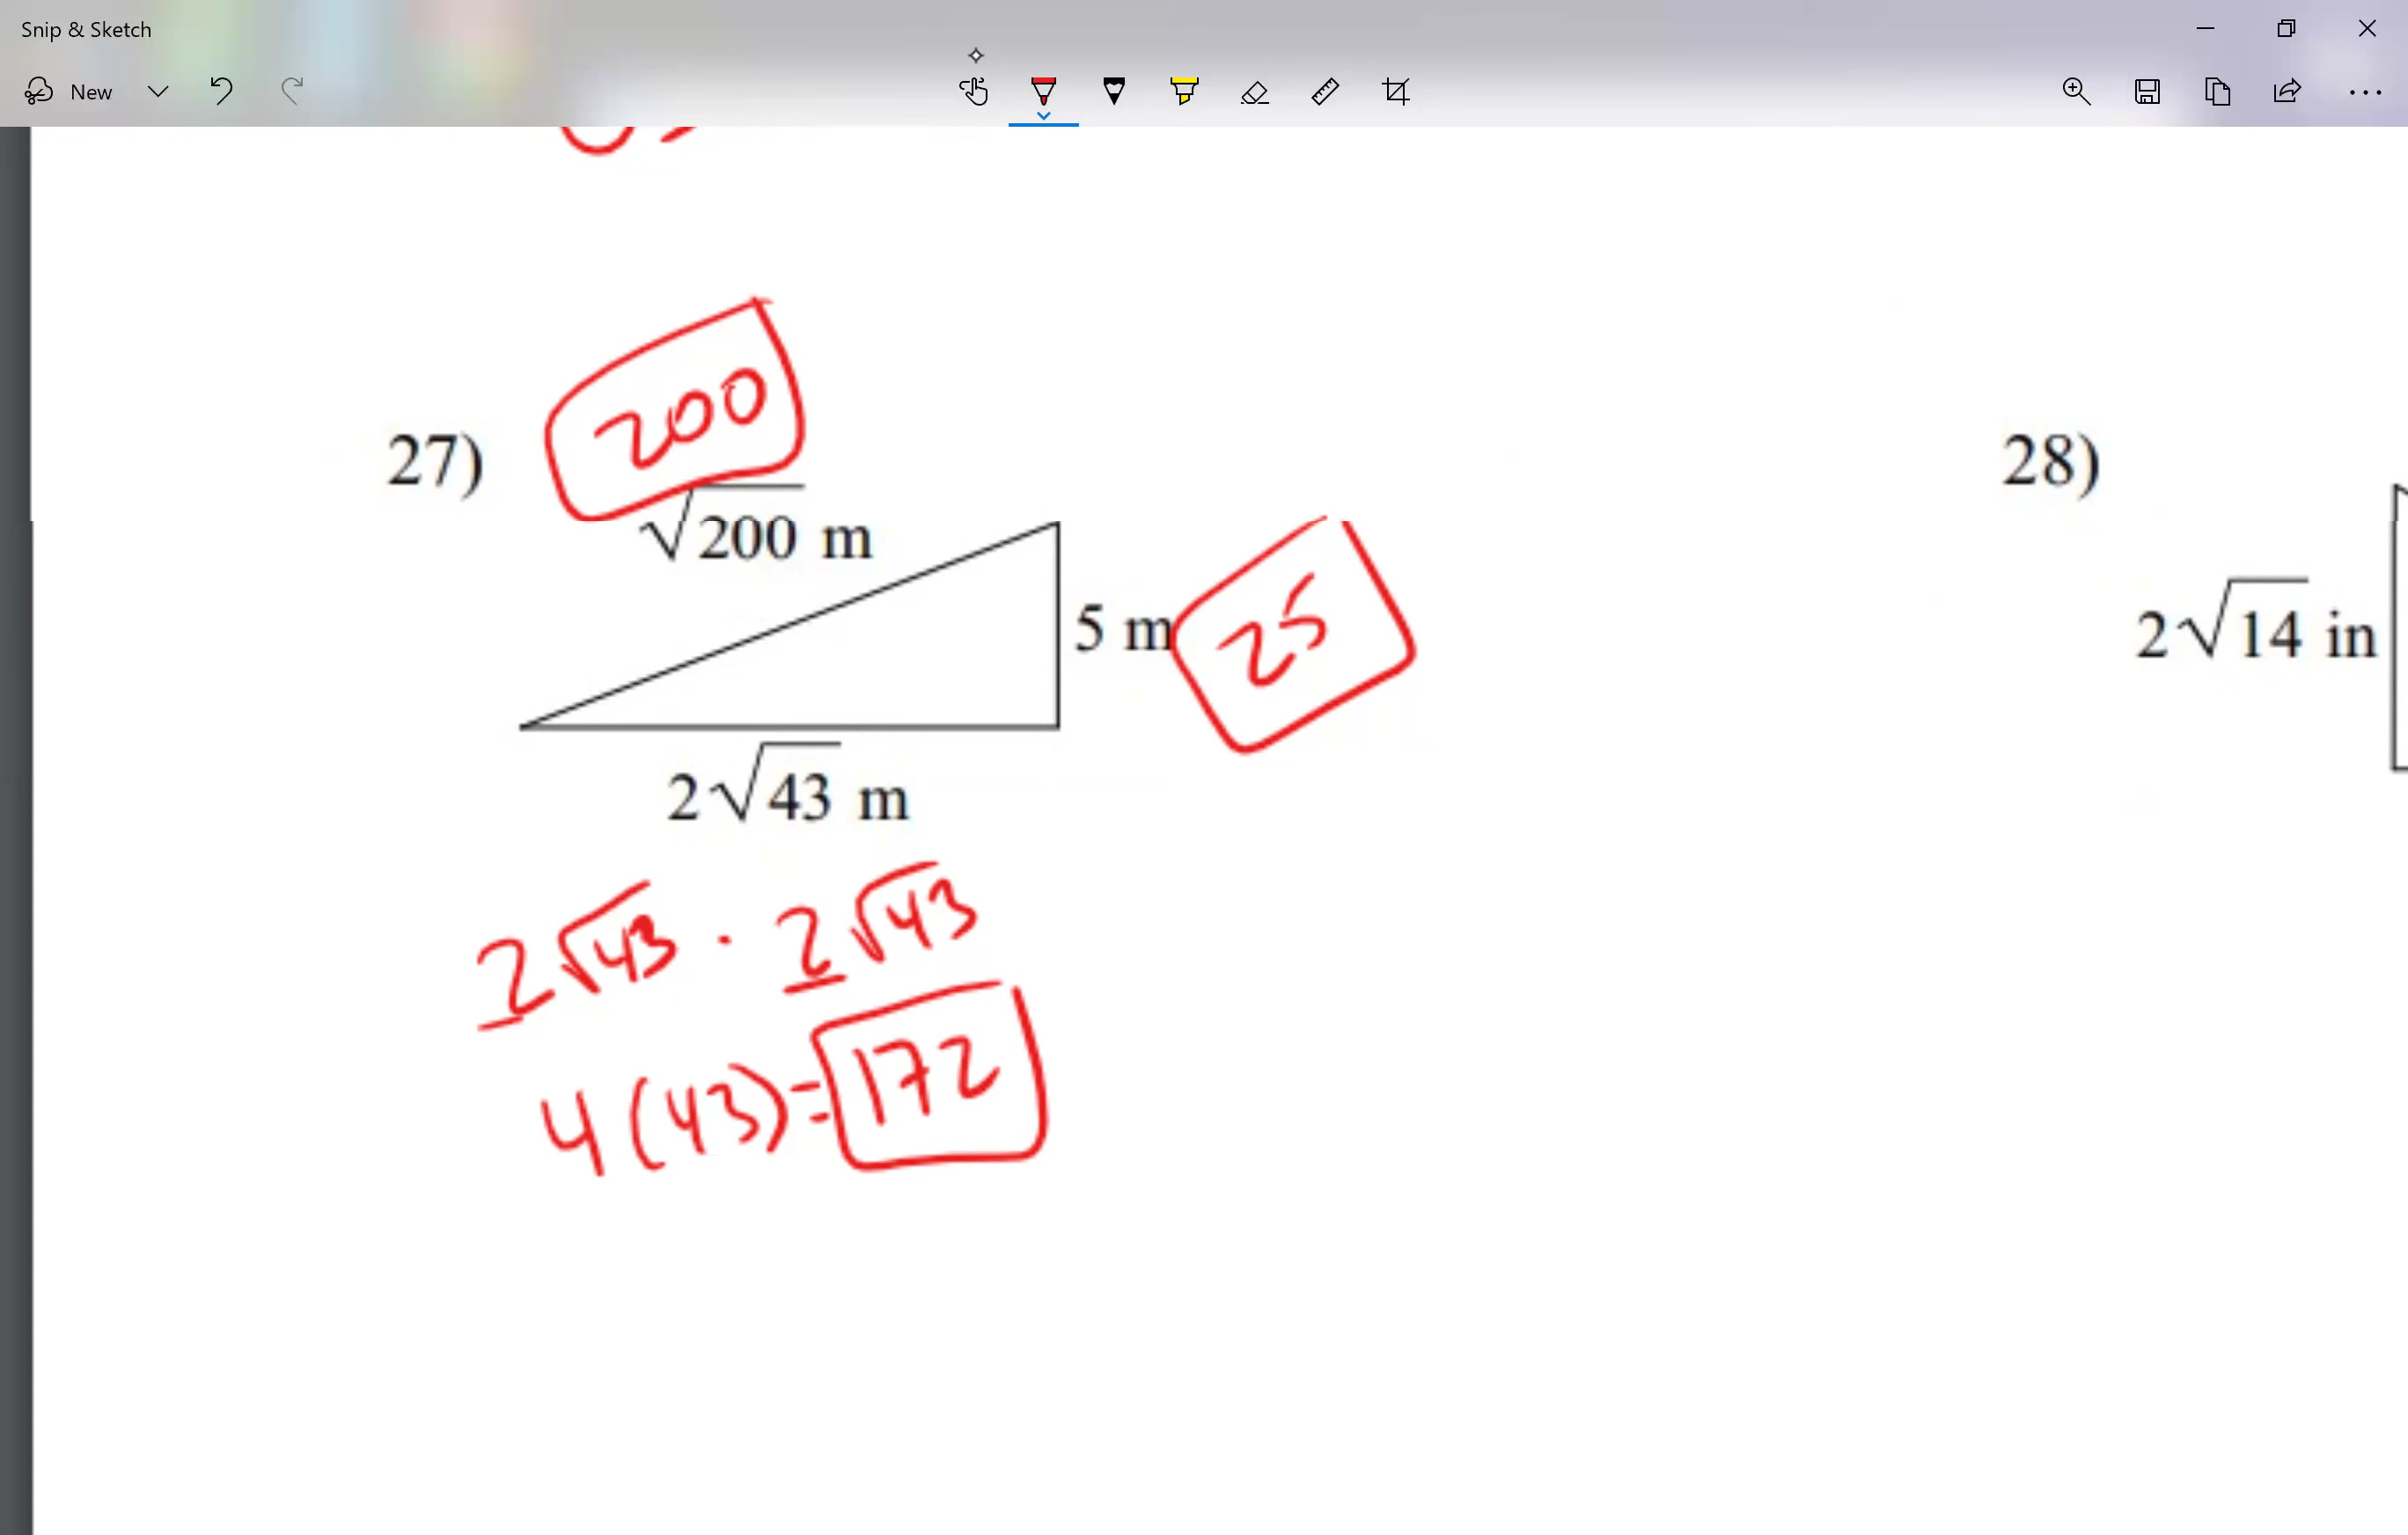 Snip & Sketch
New
27)
200
√200 m
5 m
25
2√43 m
2√43 · 2√43
4(43)=172
28)
2√14 in